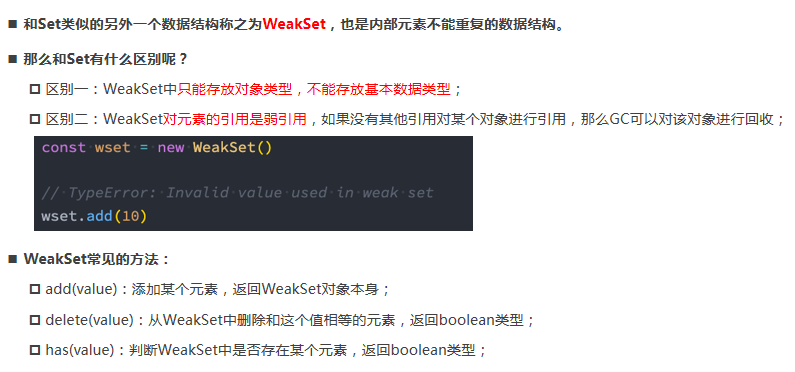 ■ 和Set类似的另外一个数据结构称之为WeakSet，也是内部元素不能重复的数据结构。
■ 那么和Set有什么区别呢？
区别一：WeakSet中只能存放对象类型，不能存放基本数据类型；
区别二：WeakSet对元素的引用是弱引用，如果没有其他引用对某个对象进行引用，那么GC可以对该对象进行回收；
const wset = new WeakSet()
// TypeError: Invalid value used in weak set
wset.add(10)
■ WeakSet常见的方法：
add(value)：添加某个元素，返回WeakSet对象本身；
delete(value)：从WeakSet中删除和这个值相等的元素，返回boolean类型；
has(value)：判断WeakSet中是否存在某个元素，返回boolean类型；